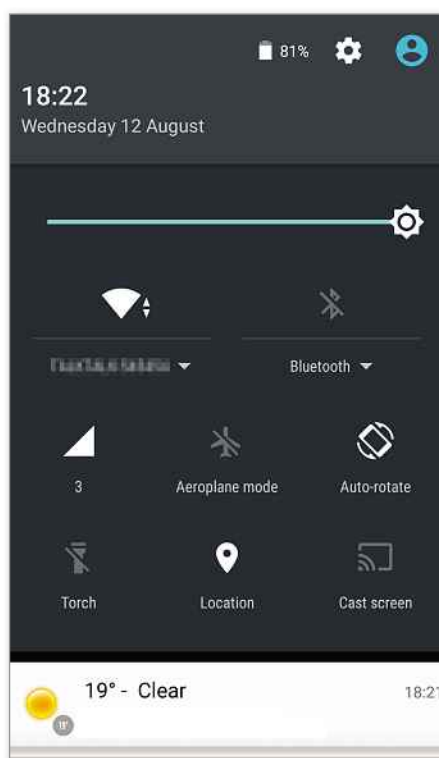 81%
18:22
Wednesday 12 August
Bluetooth
3
Aeroplane mode
Auto-rotate
Torch
Location
Cast screen
19° - Clear
18:21